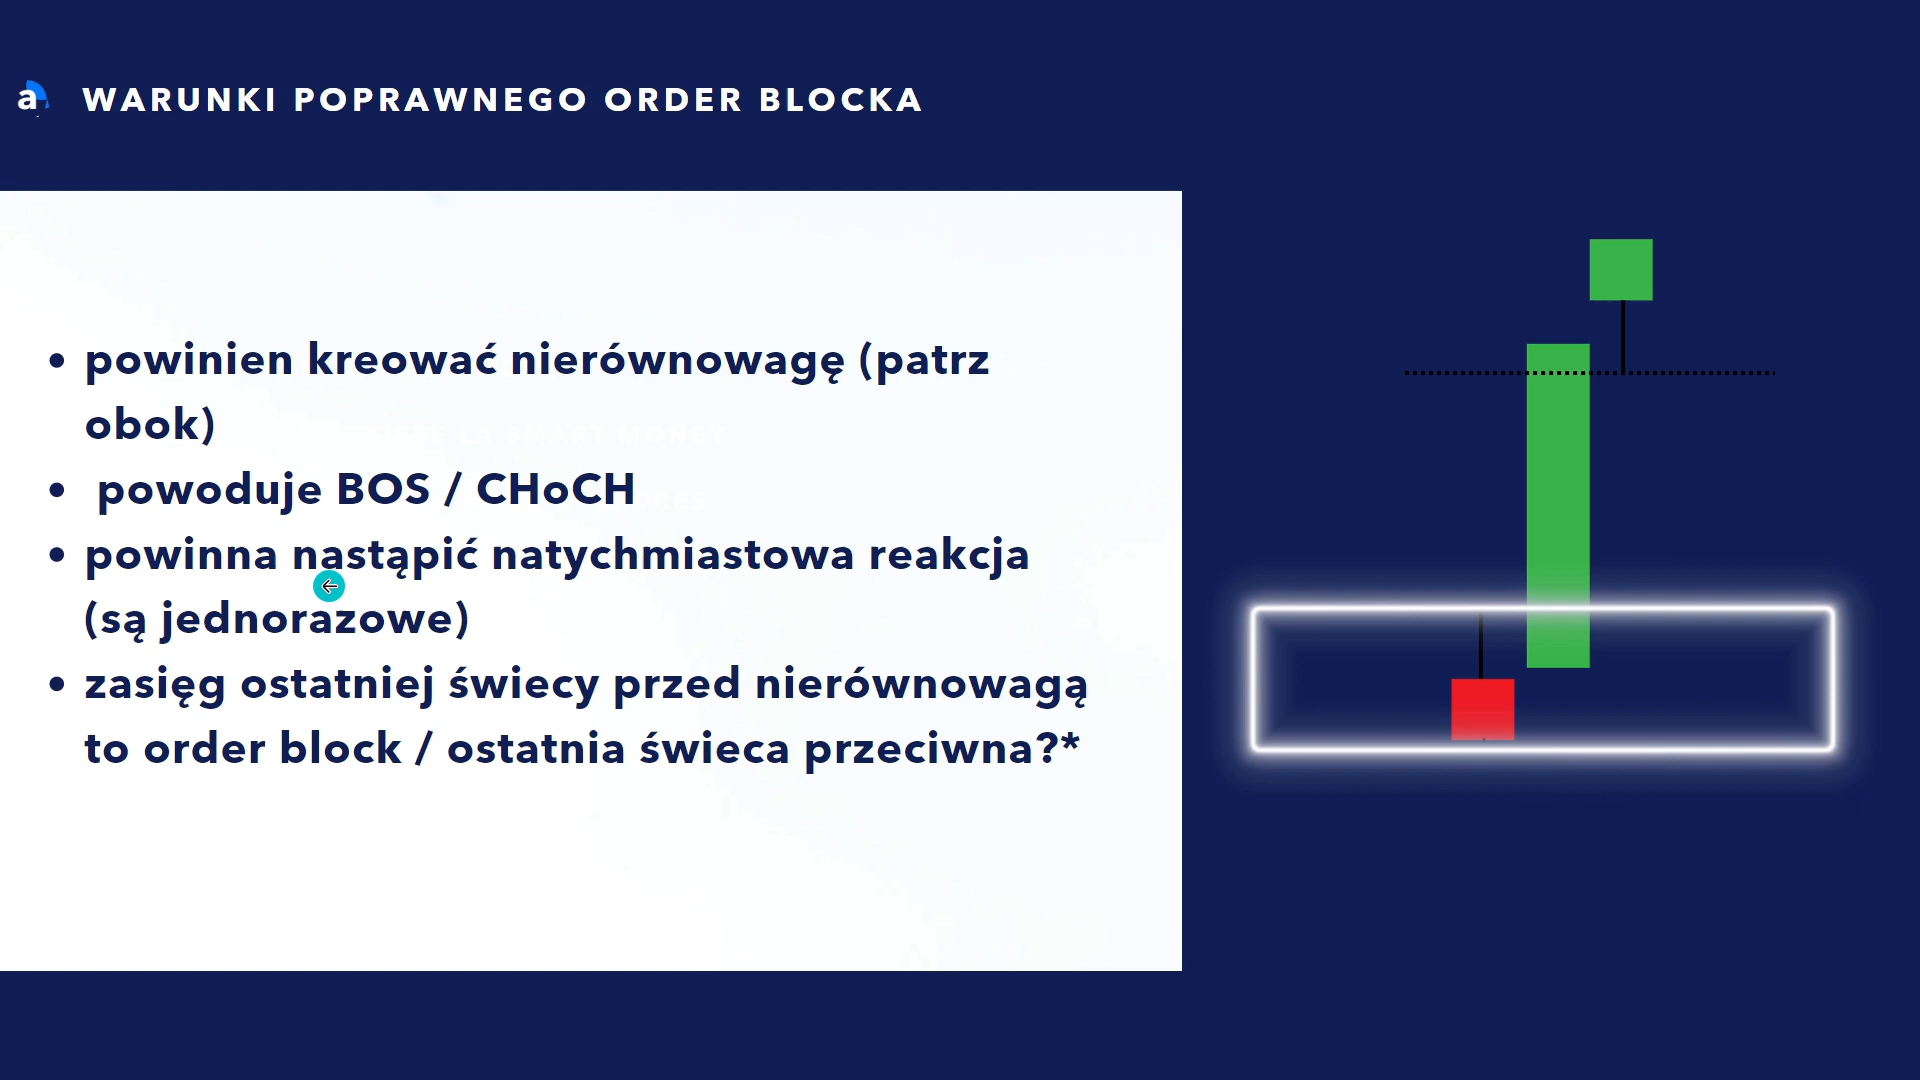 a WARUNKI POPRAWNEGO ORDER BLOCKA
• powinien kreować nierównowagę (patrz
obok)
• powoduje BOS / CHoCH
• powinna nastąpić natychmiastowa reakcja
(są jednorazowe)
• zasięg ostatniej świecy przed nierównowagą
to order block / ostatnia świeca przeciwna?*